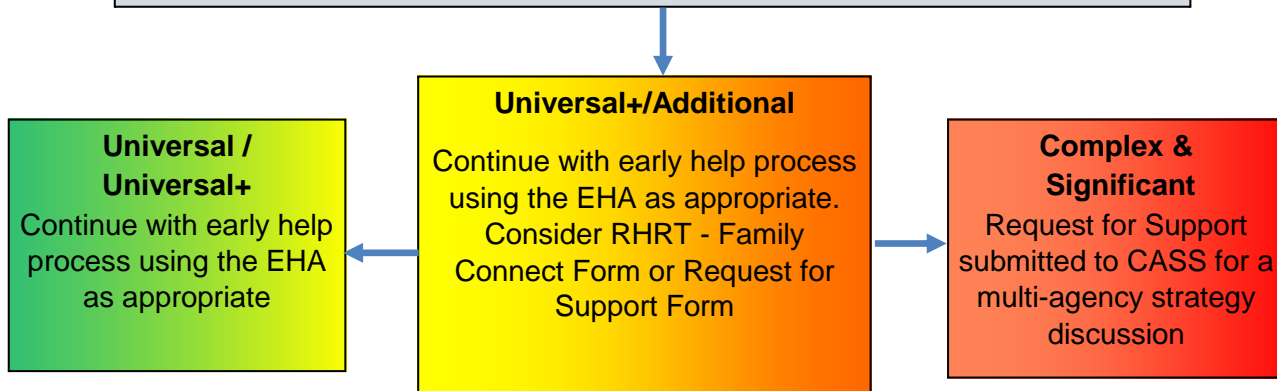 Universal /
Universal+
Continue with early help
process using the EHA
as appropriate
Universal+/Additional
Continue with early help process
using the EHA as appropriate.
Consider RHRT - Family
Connect Form or Request for
Support Form
Complex &
Significant
Request for Support
submitted to CASS for a
multi-agency strategy
discussion